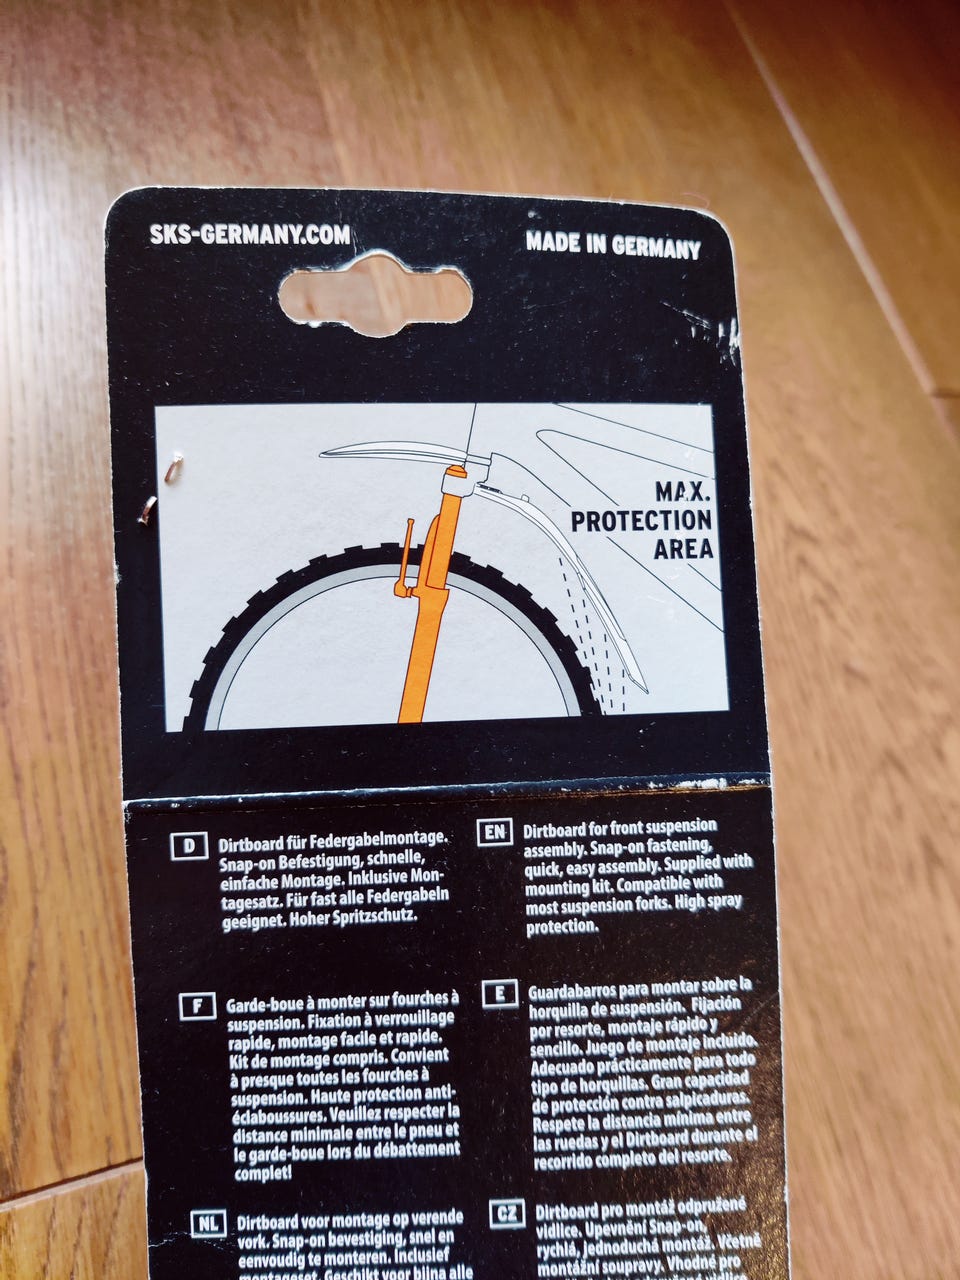 SKS-GERMANY.COM
MADE IN GERMANY
MAX.
PROTECTION
AREA
D
Dirtboard für Federgabelmontage.
Snap-on Befestigung, schnelle,
einfache Montage. Inklusive Mon-
tagesatz. Für fast alle Federgabeln
geeignet. Hoher Spritzschutz.
EN
Dirtboard for front suspension
assembly. Snap-on fastening,
quick, easy assembly. Supplied with
mounting kit. Compatible with
most suspension forks. High spray
protection.
F
Garde-boue à monter sur fourches à
suspension. Fixation à verrouillage
rapide, montage facile et rapide.
Kit de montage compris. Convient
à presque toutes les fourches à
suspension. Haute protection anti-
éclaboussures. Veuillez respecter la
distance minimale entre le pneu et
le garde-boue lors du débattement
complet!
E
Guardabarros para montar sobre la
horquilla de suspensión. Fijación
por resorte, montaje rápido y
sencillo. Juego de montaje incluido.
Adecuado prácticamente para todo
tipo de horquillas. Gran capacidad
de protección contra salpicaduras.
Respete la distancia mínima entre
las ruedas y el Dirtboard durante el
recorrido completo del resorte.
NL
Dirtboard voor montage op verende
vork. Snap-on bevestiging, snel en
eenvoudig te monteren. Inclusief
montageset. Geschikt voor bijna alle
CZ
Dirtboard pro montáž odpružené
vidlice. Upevnění Snap-on,
rychlá, jednoduchá montáž. Včetně
montážní soupravy. Vhodné pro